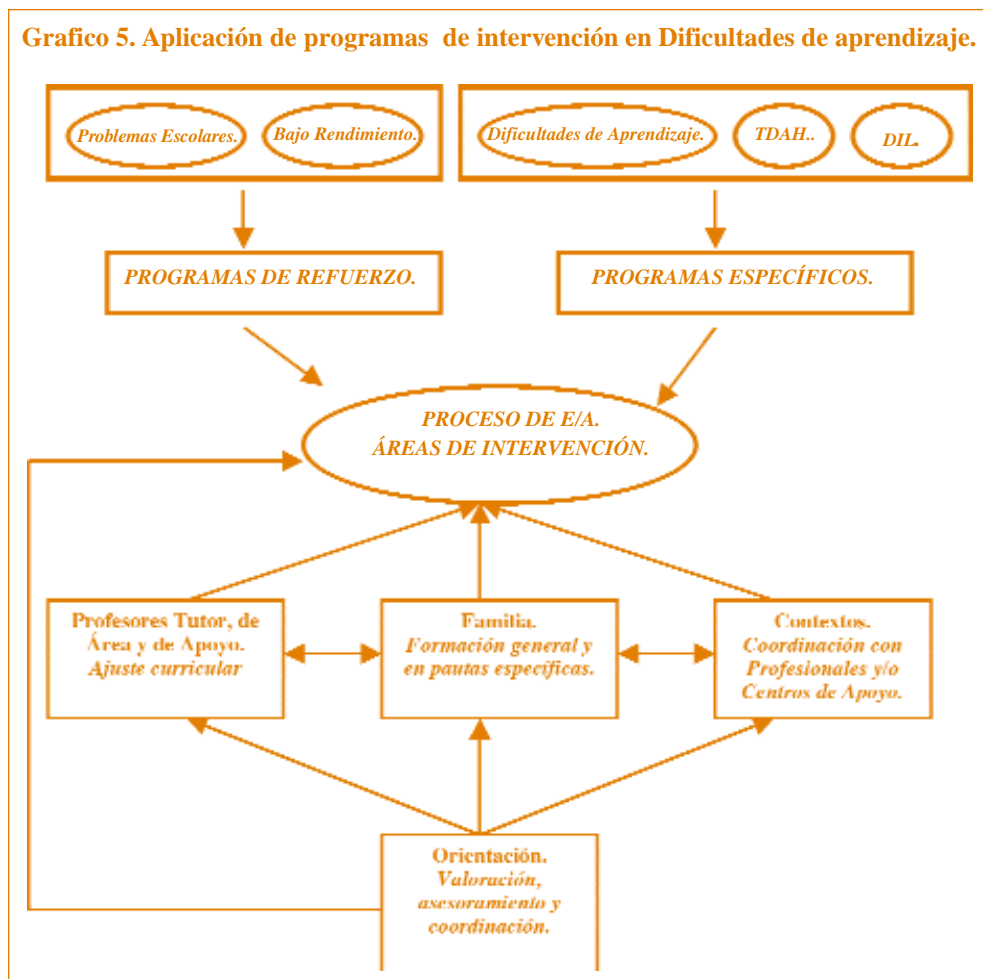 Grafico 5. Aplicación de programas de intervención en Dificultades de aprendizaje.
Problemas Escolares.
Bajo Rendimiento.
Dificultades de Aprendizaje.
TDAH..
DIL.
PROGRAMAS DE REFUERZO.
PROGRAMAS ESPECÍFICOS.
PROCESO DE E/A.
ÁREAS DE INTERVENCIÓN.
Profesores Tutor, de
Área y de Apoyo.
Ajuste curricular
Familia.
Formación general y
en pautas específicas.
Contextos.
Coordinación con
Profesionales y/o
Centros de Apoyo.
Orientación.
Valoración,
asesoramiento y
coordinación.